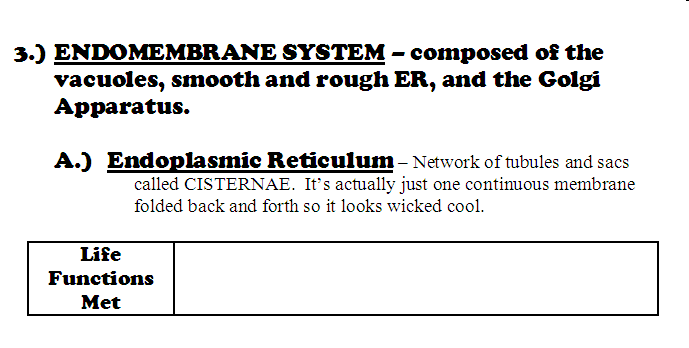 3.) ENDOMEMBRANE SYSTEM – composed of the
vacuoles, smooth and rough ER, and the Golgi
Apparatus.
A.) Endoplasmic Reticulum – Network of tubules and sacs
called CISTERNAE. It's actually just one continuous membrane
folded back and forth so it looks wicked cool.
Life
Functions
Met